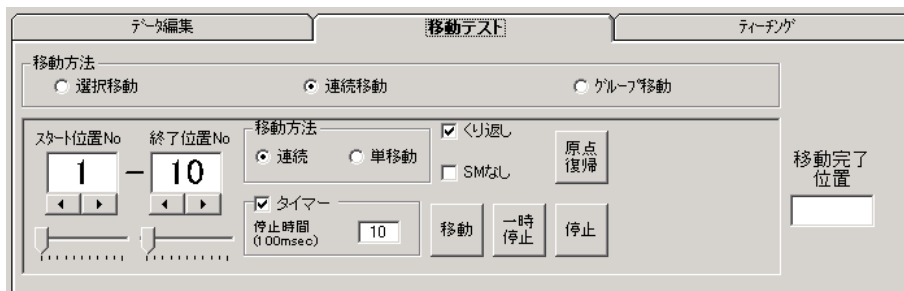 データ編集
移動テスト
ティーチング
移動方法
選択移動
連続移動
グループ移動
スタート位置No
終了位置No
1
－
10
移動方法
連続
単移動
くり返し
SMなし
原点
復帰
タイマー
停止時間
(100msec)
10
移動
一時
停止
停止
移動完了
位置